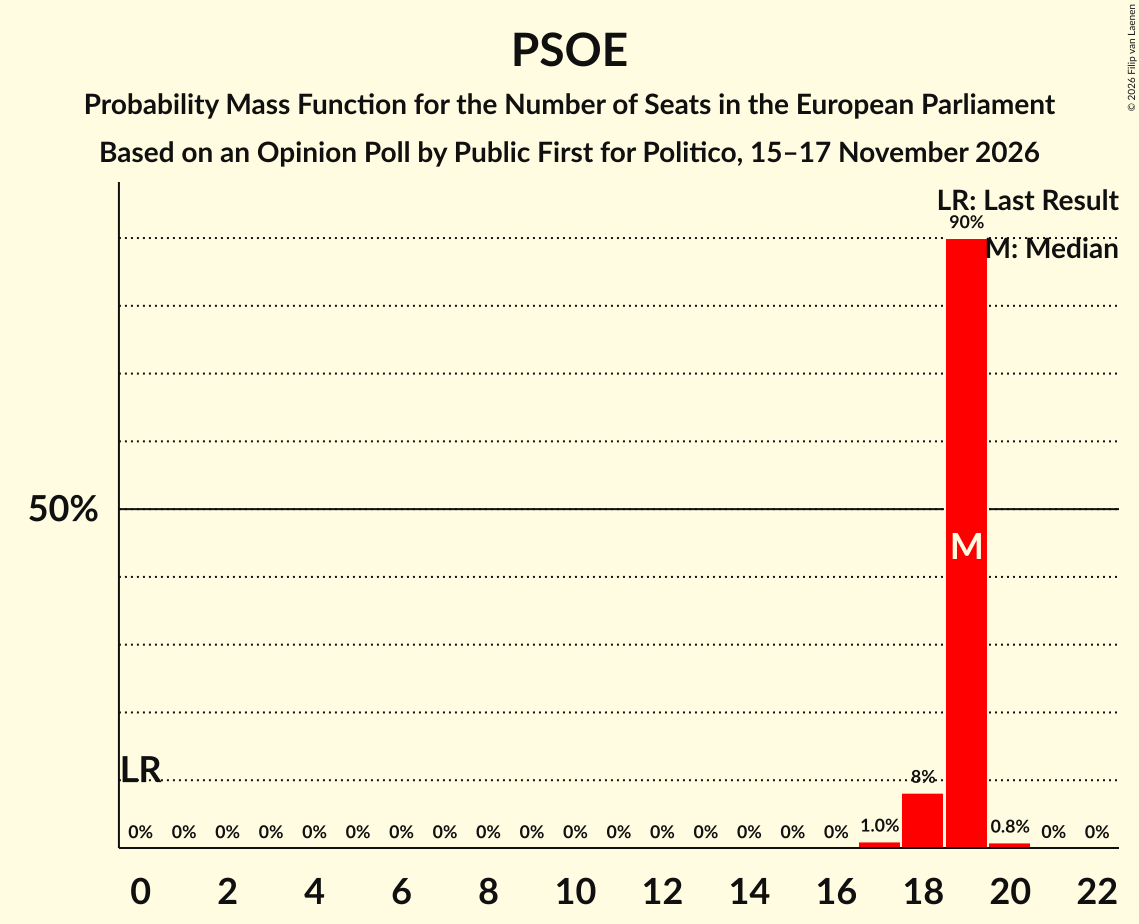 PSOE
Probability Mass Function for the Number of Seats in the European Parliament
Based on an Opinion Poll by Public First for Politico, 15–17 November 2026
© 2026 Filip van Laenen
LR: Last Result
M: Median
90%
50%
M
LR
8%
0% 0% 0% 0% 0% 0% 0% 0% 0% 0% 0% 0% 0% 0% 0% 0% 0% 1.0% 0.8% 0% 0%
0 2 4 6 8 10 12 14 16 18 20 22